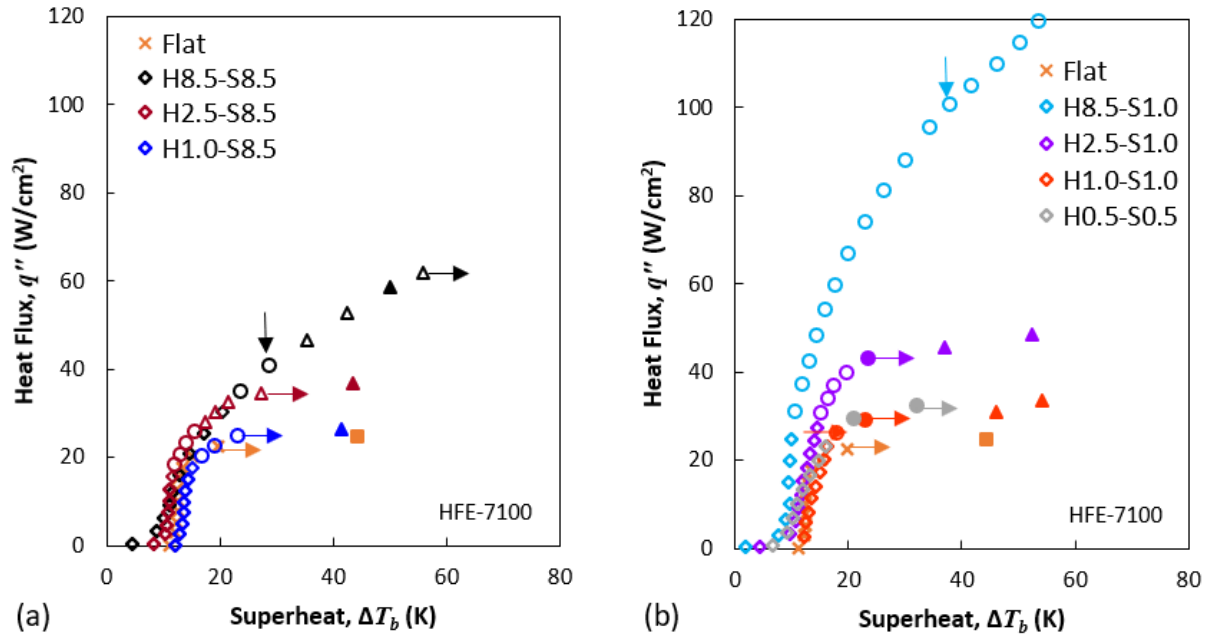 120
100
80
60
40
20
0
Heat Flux, q″ (W/cm²)
Flat
H8.5-S8.5
H2.5-S8.5
H1.0-S8.5
HFE-7100
0 20 40 60 80
Superheat, ΔT_b (K)
(a)
120
100
80
60
40
20
0
Heat Flux, q″ (W/cm²)
Flat
H8.5-S1.0
H2.5-S1.0
H1.0-S1.0
H0.5-S0.5
HFE-7100
0 20 40 60 80
Superheat, ΔT_b (K)
(b)